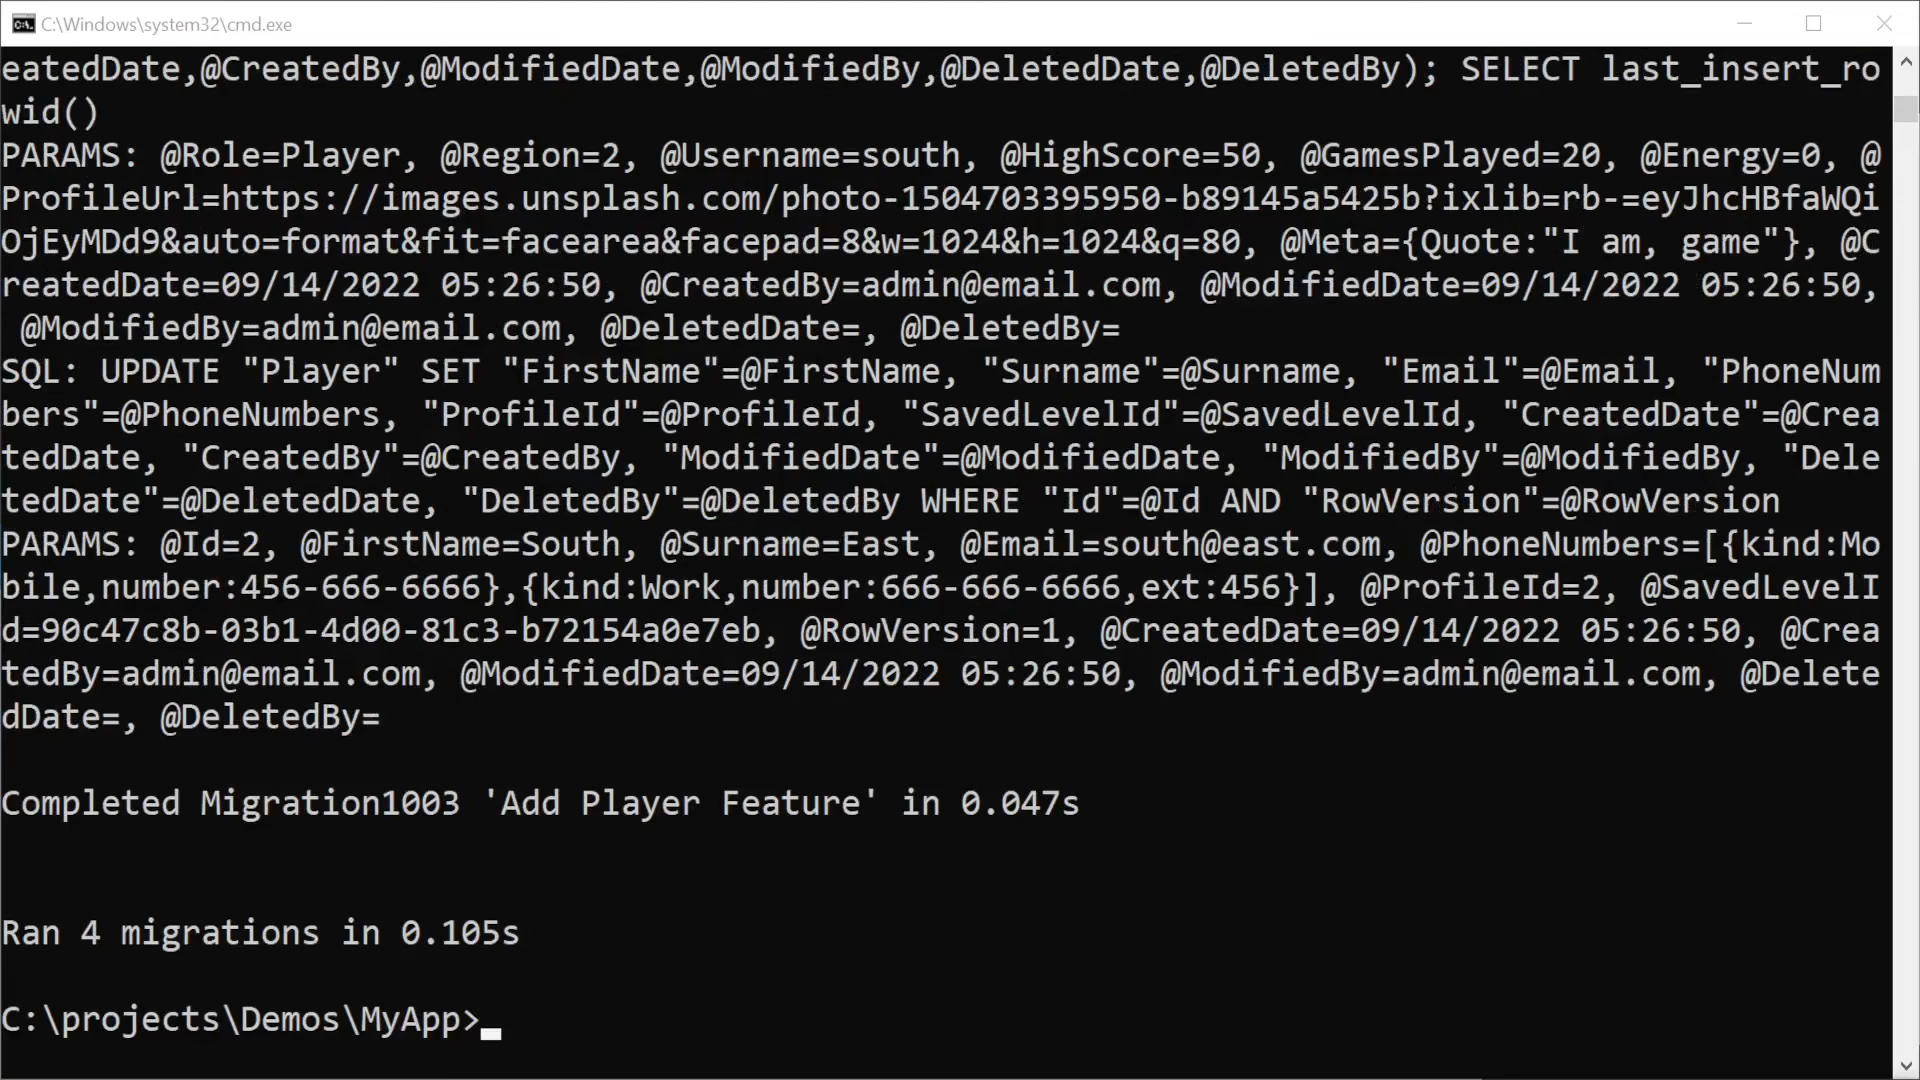 C:\Windows\system32\cmd.exe
eatedDate,@CreatedBy,@ModifiedDate,@ModifiedBy,@DeletedDate,@DeletedBy); SELECT last_insert_ro
wid()
PARAMS: @Role=Player, @Region=2, @Username=south, @HighScore=50, @GamesPlayed=20, @Energy=0, @
ProfileUrl=https://images.unsplash.com/photo-1504703395950-b89145a5425b?ixlib=rb-=eyJhcHBfaWQi
OjEyMDd9&auto=format&fit=facearea&facepad=8&w=1024&h=1024&q=80, @Meta={Quote:"I am, game"}, @C
reatedDate=09/14/2022 05:26:50, @CreatedBy=admin@email.com, @ModifiedDate=09/14/2022 05:26:50,
 @ModifiedBy=admin@email.com, @DeletedDate=, @DeletedBy=
SQL: UPDATE "Player" SET "FirstName"=@FirstName, "Surname"=@Surname, "Email"=@Email, "PhoneNum
bers"=@PhoneNumbers, "ProfileId"=@ProfileId, "SavedLevelId"=@SavedLevelId, "CreatedDate"=@Crea
tedDate, "CreatedBy"=@CreatedBy, "ModifiedDate"=@ModifiedDate, "ModifiedBy"=@ModifiedBy, "Dele
tedDate"=@DeletedDate, "DeletedBy"=@DeletedBy WHERE "Id"=@Id AND "RowVersion"=@RowVersion
PARAMS: @Id=2, @FirstName=South, @Surname=East, @Email=south@east.com, @PhoneNumbers=[{kind:Mo
bile,number:456-666-6666},{kind:Work,number:666-666-6666,ext:456}], @ProfileId=2, @SavedLevelI
d=90c47c8b-03b1-4d00-81c3-b72154a0e7eb, @RowVersion=1, @CreatedDate=09/14/2022 05:26:50, @Crea
tedBy=admin@email.com, @ModifiedDate=09/14/2022 05:26:50, @ModifiedBy=admin@email.com, @Delete
dDate=, @DeletedBy=
Completed Migration1003 'Add Player Feature' in 0.047s
Ran 4 migrations in 0.105s
C:\projects\Demos\MyApp>